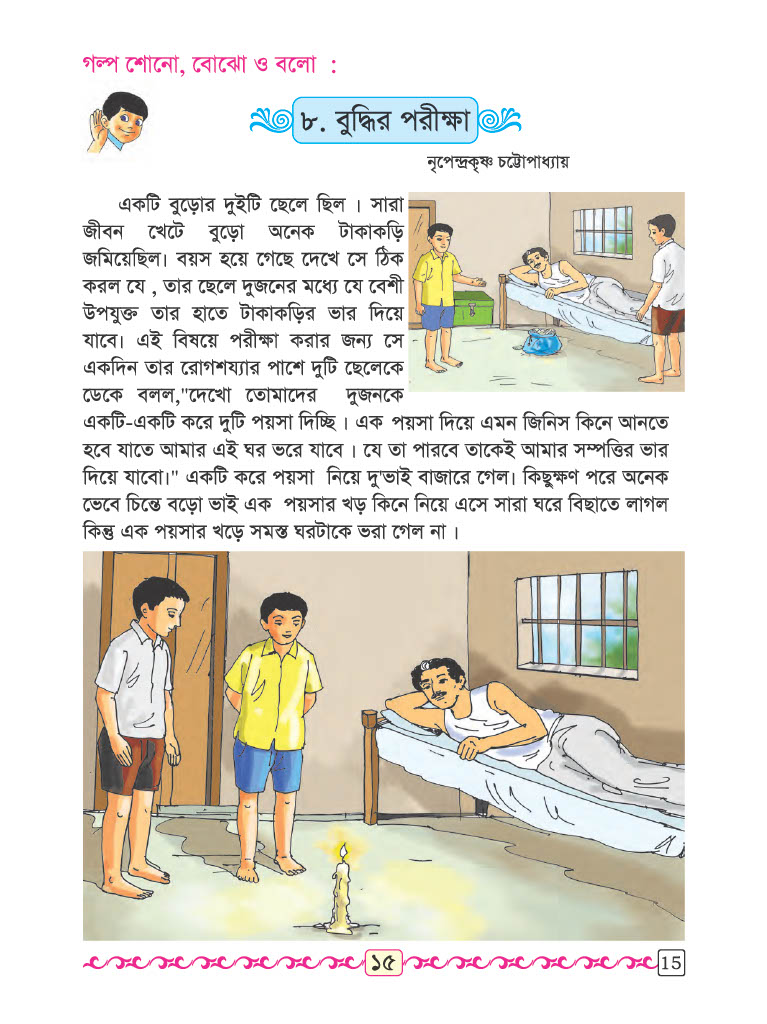 গল্প শোনো, বোঝো ও বলো :
৮. বুদ্ধির পরীক্ষা
নৃপেন্দ্রকৃষ্ণ চট্টোপাধ্যায়
একটি বুড়োর দুইটি ছেলে ছিল । সারা
জীবন খেটে বুড়ো অনেক টাকাকড়ি
জমিয়েছিল। বয়স হয়ে গেছে দেখে সে ঠিক
করল যে , তার ছেলে দুজনের মধ্যে যে বেশী
উপযুক্ত তার হাতে টাকাকড়ির ভার দিয়ে
যাবে। এই বিষয়ে পরীক্ষা করার জন্য সে
একদিন তার রোগশয্যার পাশে দুটি ছেলেকে
ডেকে বলল,"দেখো তোমাদের দুজনকে
একটি-একটি করে দুটি পয়সা দিচ্ছি । এক পয়সা দিয়ে এমন জিনিস কিনে আনতে
হবে যাতে আমার এই ঘর ভরে যাবে । যে তা পারবে তাকেই আমার সম্পত্তির ভার
দিয়ে যাবো।" একটি করে পয়সা নিয়ে দু'ভাই বাজারে গেল। কিছুক্ষণ পরে অনেক
ভেবে চিন্তে বড়ো ভাই এক পয়সার খড় কিনে নিয়ে এসে সারা ঘরে বিছাতে লাগল
কিন্তু এক পয়সার খড়ে সমস্ত ঘরটাকে ভরা গেল না ।
১৫
15